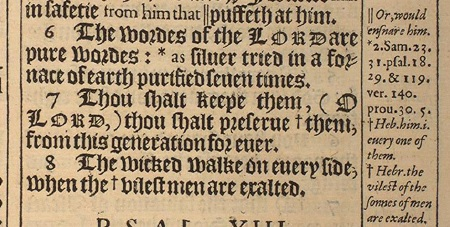 in safetie from him that ‖puffeth at him.
6 The wordes of the LORD are
pure wordes: * as siluer tried in a for-
nace of earth purified seuen times.
7 Thou shalt keepe them, (O
LORD,) thou shalt preserue † them,
from this generation for euer.
8 The wicked walke on euery side,
when the † vilest men are exalted.
‖ Or, would
ensnare him.
*2. Sam. 23.
31. psal. 18.
29. & 119.
ver. 140.
prou. 30. 5.
† Heb. him. i.
euery one of
them.
† Hebr. the
vilest of the
sonnes of men
are exalted.
PSAL XIII